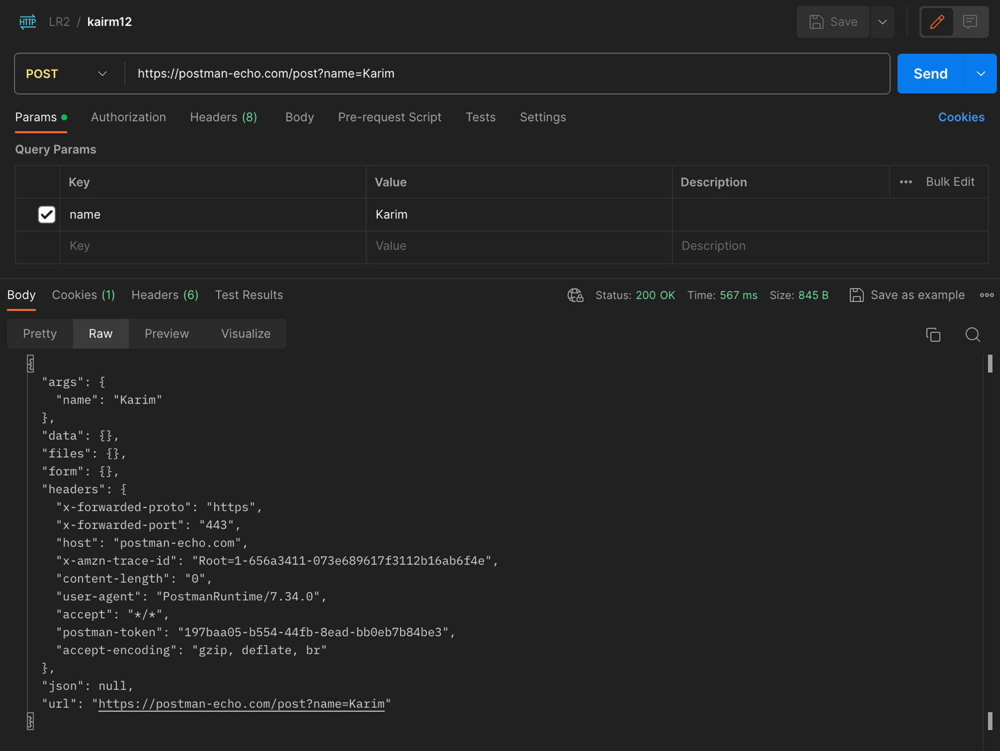 HTTP LR2 / kairm12 Save
POST https://postman-echo.com/post?name=Karim Send
Params Authorization Headers (8) Body Pre-request Script Tests Settings Cookies
Query Params
Key Value Description ••• Bulk Edit
name Karim
Key Value Description
Body Cookies (1) Headers (6) Test Results Status: 200 OK Time: 567 ms Size: 845 B Save as example
Pretty Raw Preview Visualize
{
"args": {
"name": "Karim"
},
"data": {},
"files": {},
"form": {},
"headers": {
"x-forwarded-proto": "https",
"x-forwarded-port": "443",
"host": "postman-echo.com",
"x-amzn-trace-id": "Root=1-656a3411-073e689617f3112b16ab6f4e",
"content-length": "0",
"user-agent": "PostmanRuntime/7.34.0",
"accept": "*/*",
"postman-token": "197baa05-b554-44fb-8ead-bb0eb7b84be3",
"accept-encoding": "gzip, deflate, br"
},
"json": null,
"url": "https://postman-echo.com/post?name=Karim"
}